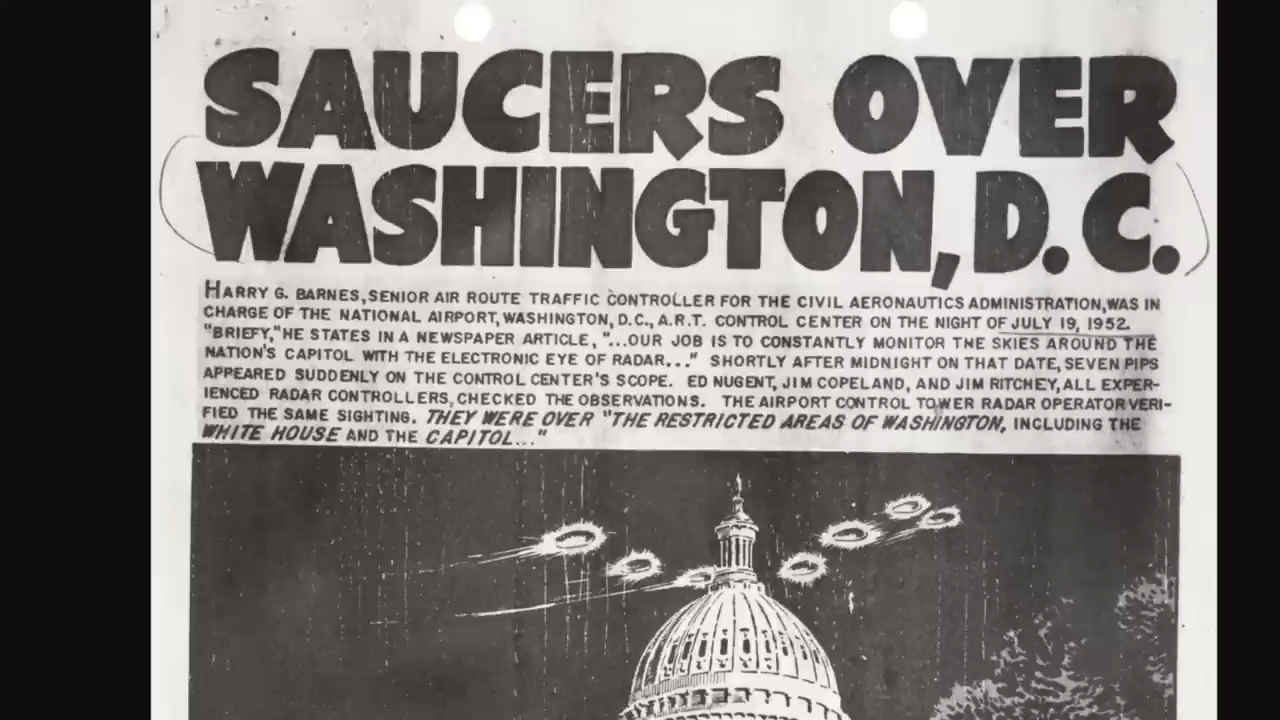 SAUCERS OVER
WASHINGTON, D.C.
HARRY G. BARNES, SENIOR AIR ROUTE TRAFFIC CONTROLLER FOR THE CIVIL AERONAUTICS ADMINISTRATION, WAS IN
CHARGE OF THE NATIONAL AIRPORT, WASHINGTON, D.C., A.R.T. CONTROL CENTER ON THE NIGHT OF JULY 19, 1952.
"BRIEFY," HE STATES IN A NEWSPAPER ARTICLE, "...OUR JOB IS TO CONSTANTLY MONITOR THE SKIES AROUND THE
NATION'S CAPITOL WITH THE ELECTRONIC EYE OF RADAR..." SHORTLY AFTER MIDNIGHT ON THAT DATE, SEVEN PIPS
APPEARED SUDDENLY ON THE CONTROL CENTER'S SCOPE. ED NUGENT, JIM COPELAND, AND JIM RITCHEY, ALL EXPER-
IENCED RADAR CONTROLLERS, CHECKED THE OBSERVATIONS. THE AIRPORT CONTROL TOWER RADAR OPERATOR VERI-
FIED THE SAME SIGHTING. THEY WERE OVER "THE RESTRICTED AREAS OF WASHINGTON, INCLUDING THE
WHITE HOUSE AND THE CAPITOL..."